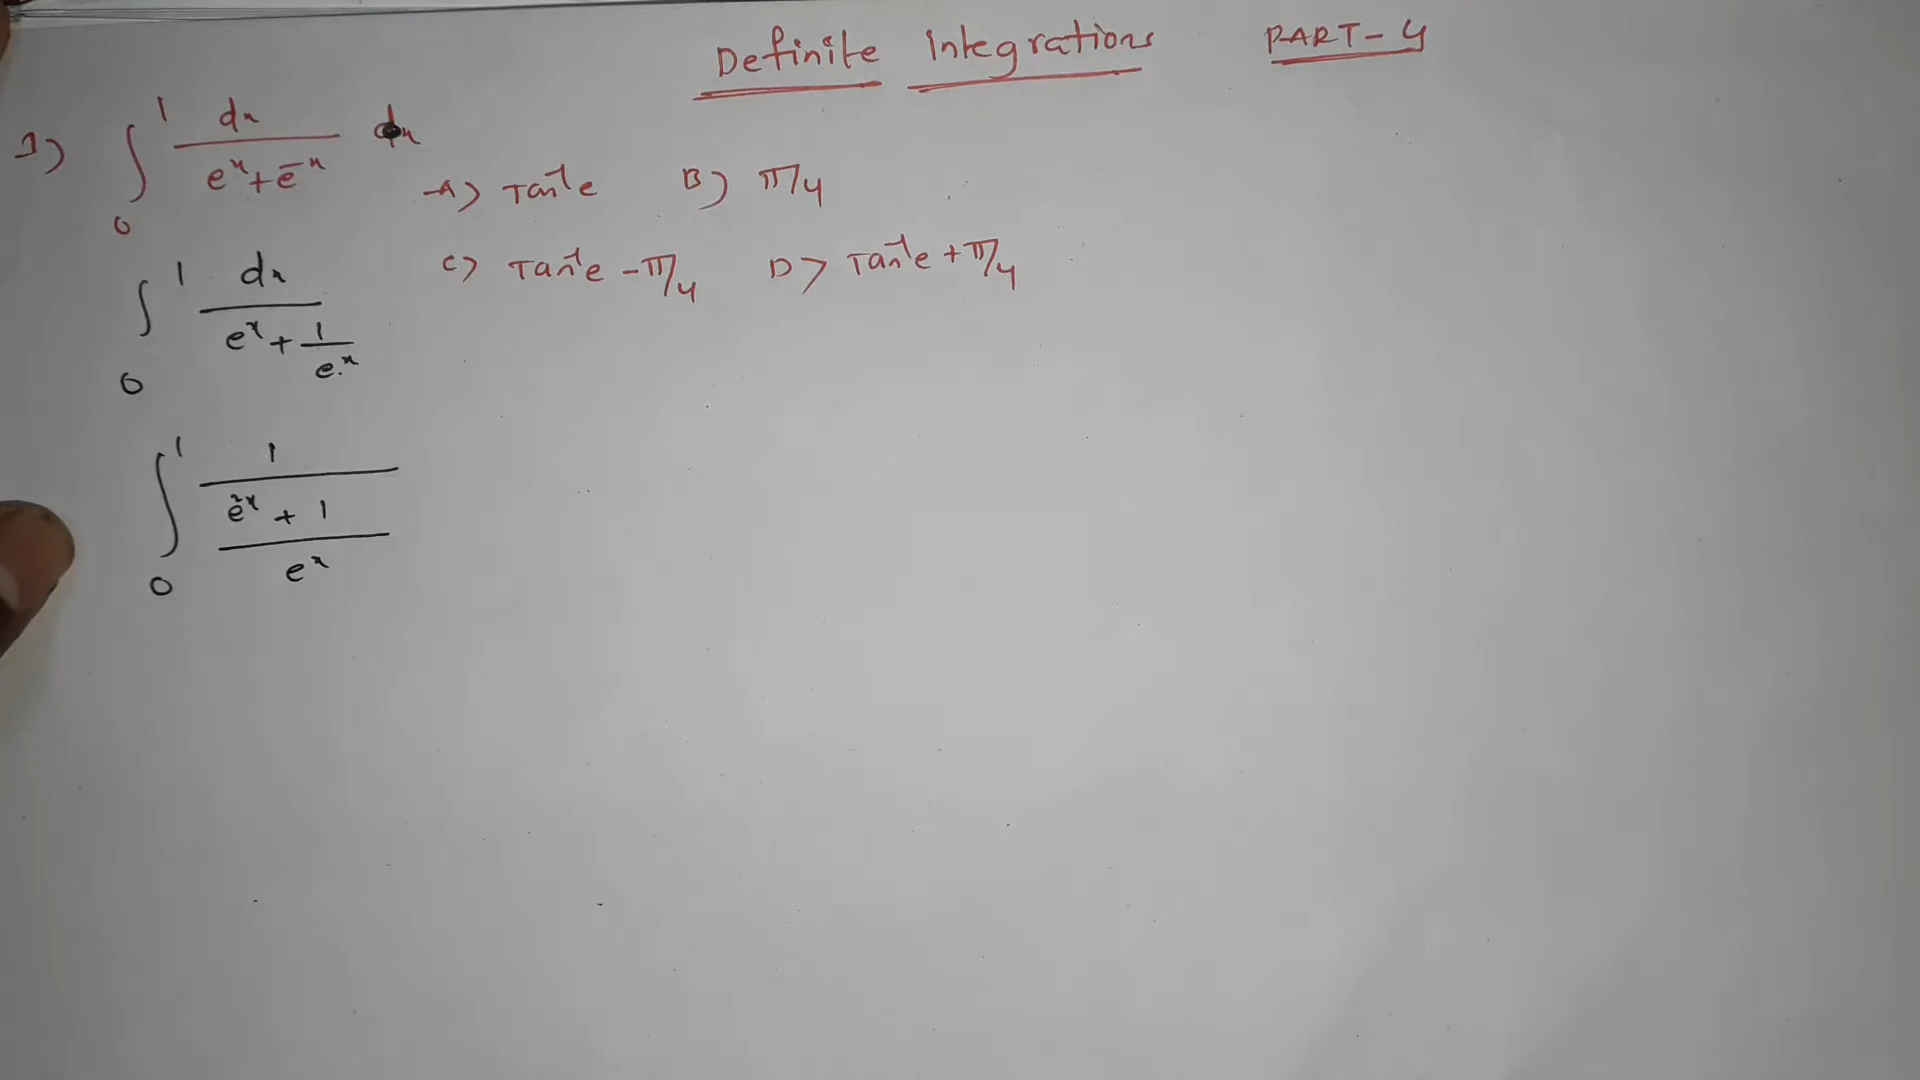 Definite Integrations PART-4
1) ∫₀¹ dx/(eˣ+e⁻ˣ) dx
A) Tan⁻¹e B) π/4
C) Tan⁻¹e - π/4 D) Tan⁻¹e + π/4
∫₀¹ dx/(eˣ + 1/eˣ)
∫₀¹ 1/((e²ˣ + 1)/eˣ)